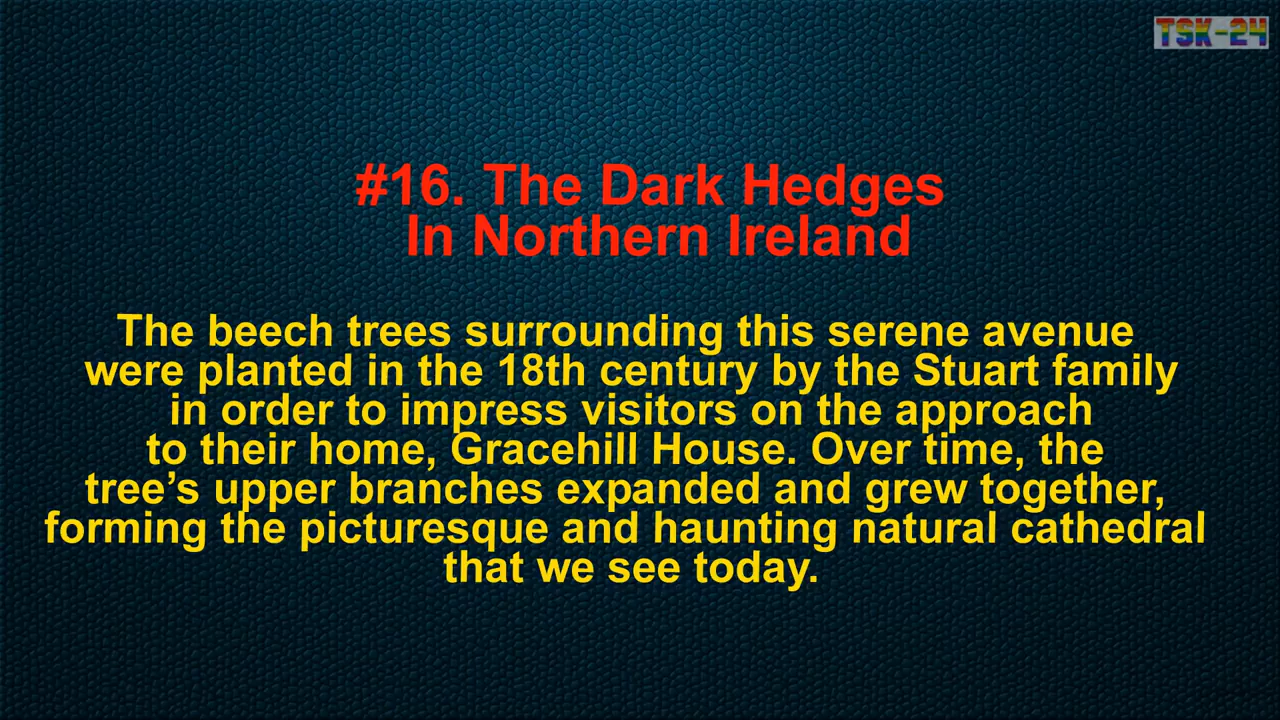 TSK-24
#16. The Dark Hedges
In Northern Ireland
The beech trees surrounding this serene avenue
were planted in the 18th century by the Stuart family
in order to impress visitors on the approach
to their home, Gracehill House. Over time, the
tree’s upper branches expanded and grew together,
forming the picturesque and haunting natural cathedral
that we see today.